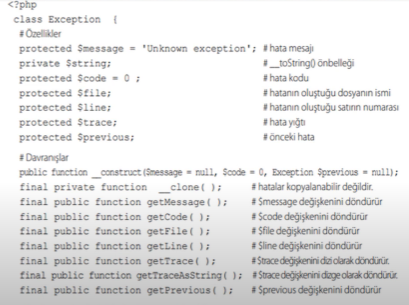 <?php
class Exception {
# Özellikler
protected $message = 'Unknown exception'; # hata mesajı
private $string; # __toString() önbelleği
protected $code = 0 ; # hata kodu
protected $file; # hatanın oluştuğu dosyanın ismi
protected $line; # hatanın oluştuğu satırın numarası
protected $trace; # hata yığtı
protected $previous; # önceki hata
# Davranışlar
public function __construct($message = null, $code = 0, Exception $previous = null);
final private function __clone( ); # hatalar kopyalanabilir değildir.
final public function getMessage( ); # $message değişkenini döndürür
final public function getCode( ); # $code değişkenini döndürür
final public function getFile( ); # $file değişkenini döndürür
final public function getLine( ); # $line değişkenini döndürür
final public function getTrace( ); # $trace değişkenini dizi olarak döndürür.
final public function getTraceAsString( ); # $trace değişkenini dizge olarak döndürür.
final public function getPrevious( ); # $previous değişkenini döndürür